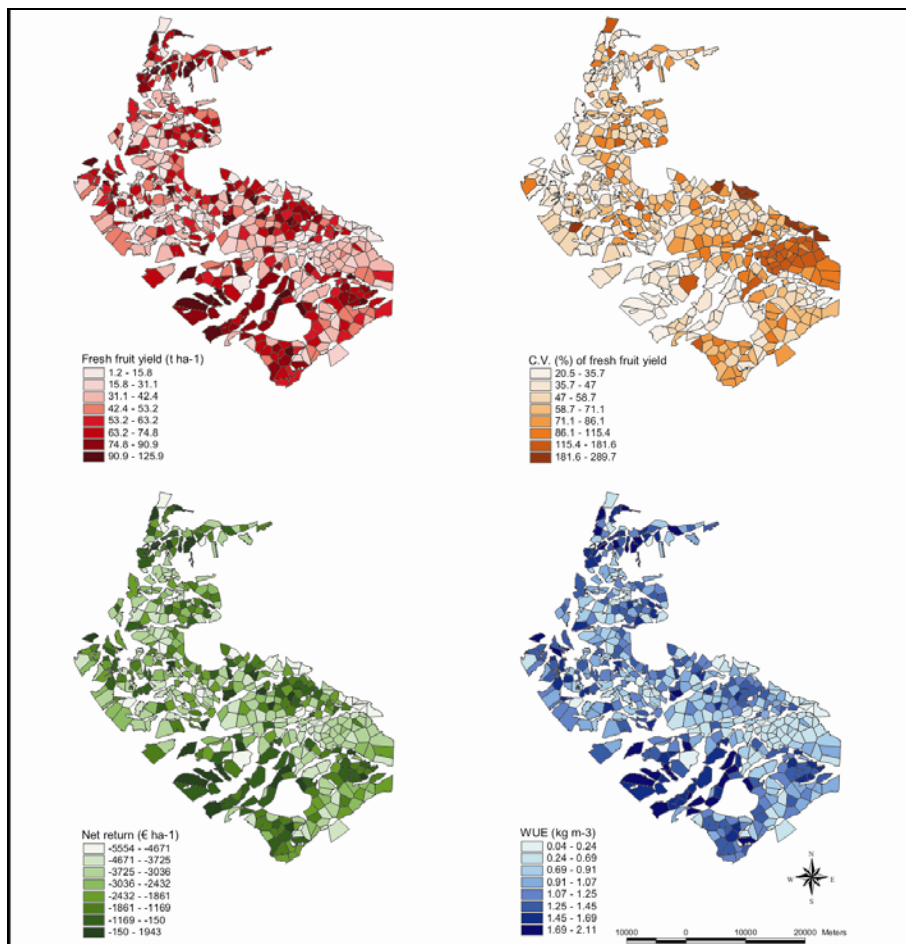 Fresh fruit yield (t ha-1)
1.2 - 15.8
15.8 - 31.1
31.1 - 42.4
42.4 - 53.2
53.2 - 63.2
63.2 - 74.8
74.8 - 90.9
90.9 - 125.9
C.V. (%) of fresh fruit yield
20.5 - 35.7
35.7 - 47
47 - 58.7
58.7 - 71.1
71.1 - 86.1
86.1 - 115.4
115.4 - 181.6
181.6 - 289.7
Net return (€ ha-1)
-5554 - -4671
-4671 - -3725
-3725 - -3036
-3036 - -2432
-2432 - -1861
-1861 - -1169
-1169 - -150
-150 - 1943
WUE (kg m-3)
0.04 - 0.24
0.24 - 0.69
0.69 - 0.91
0.91 - 1.07
1.07 - 1.25
1.25 - 1.45
1.45 - 1.69
1.69 - 2.11
N
W E
S
10000 0 10000 20000 Meters